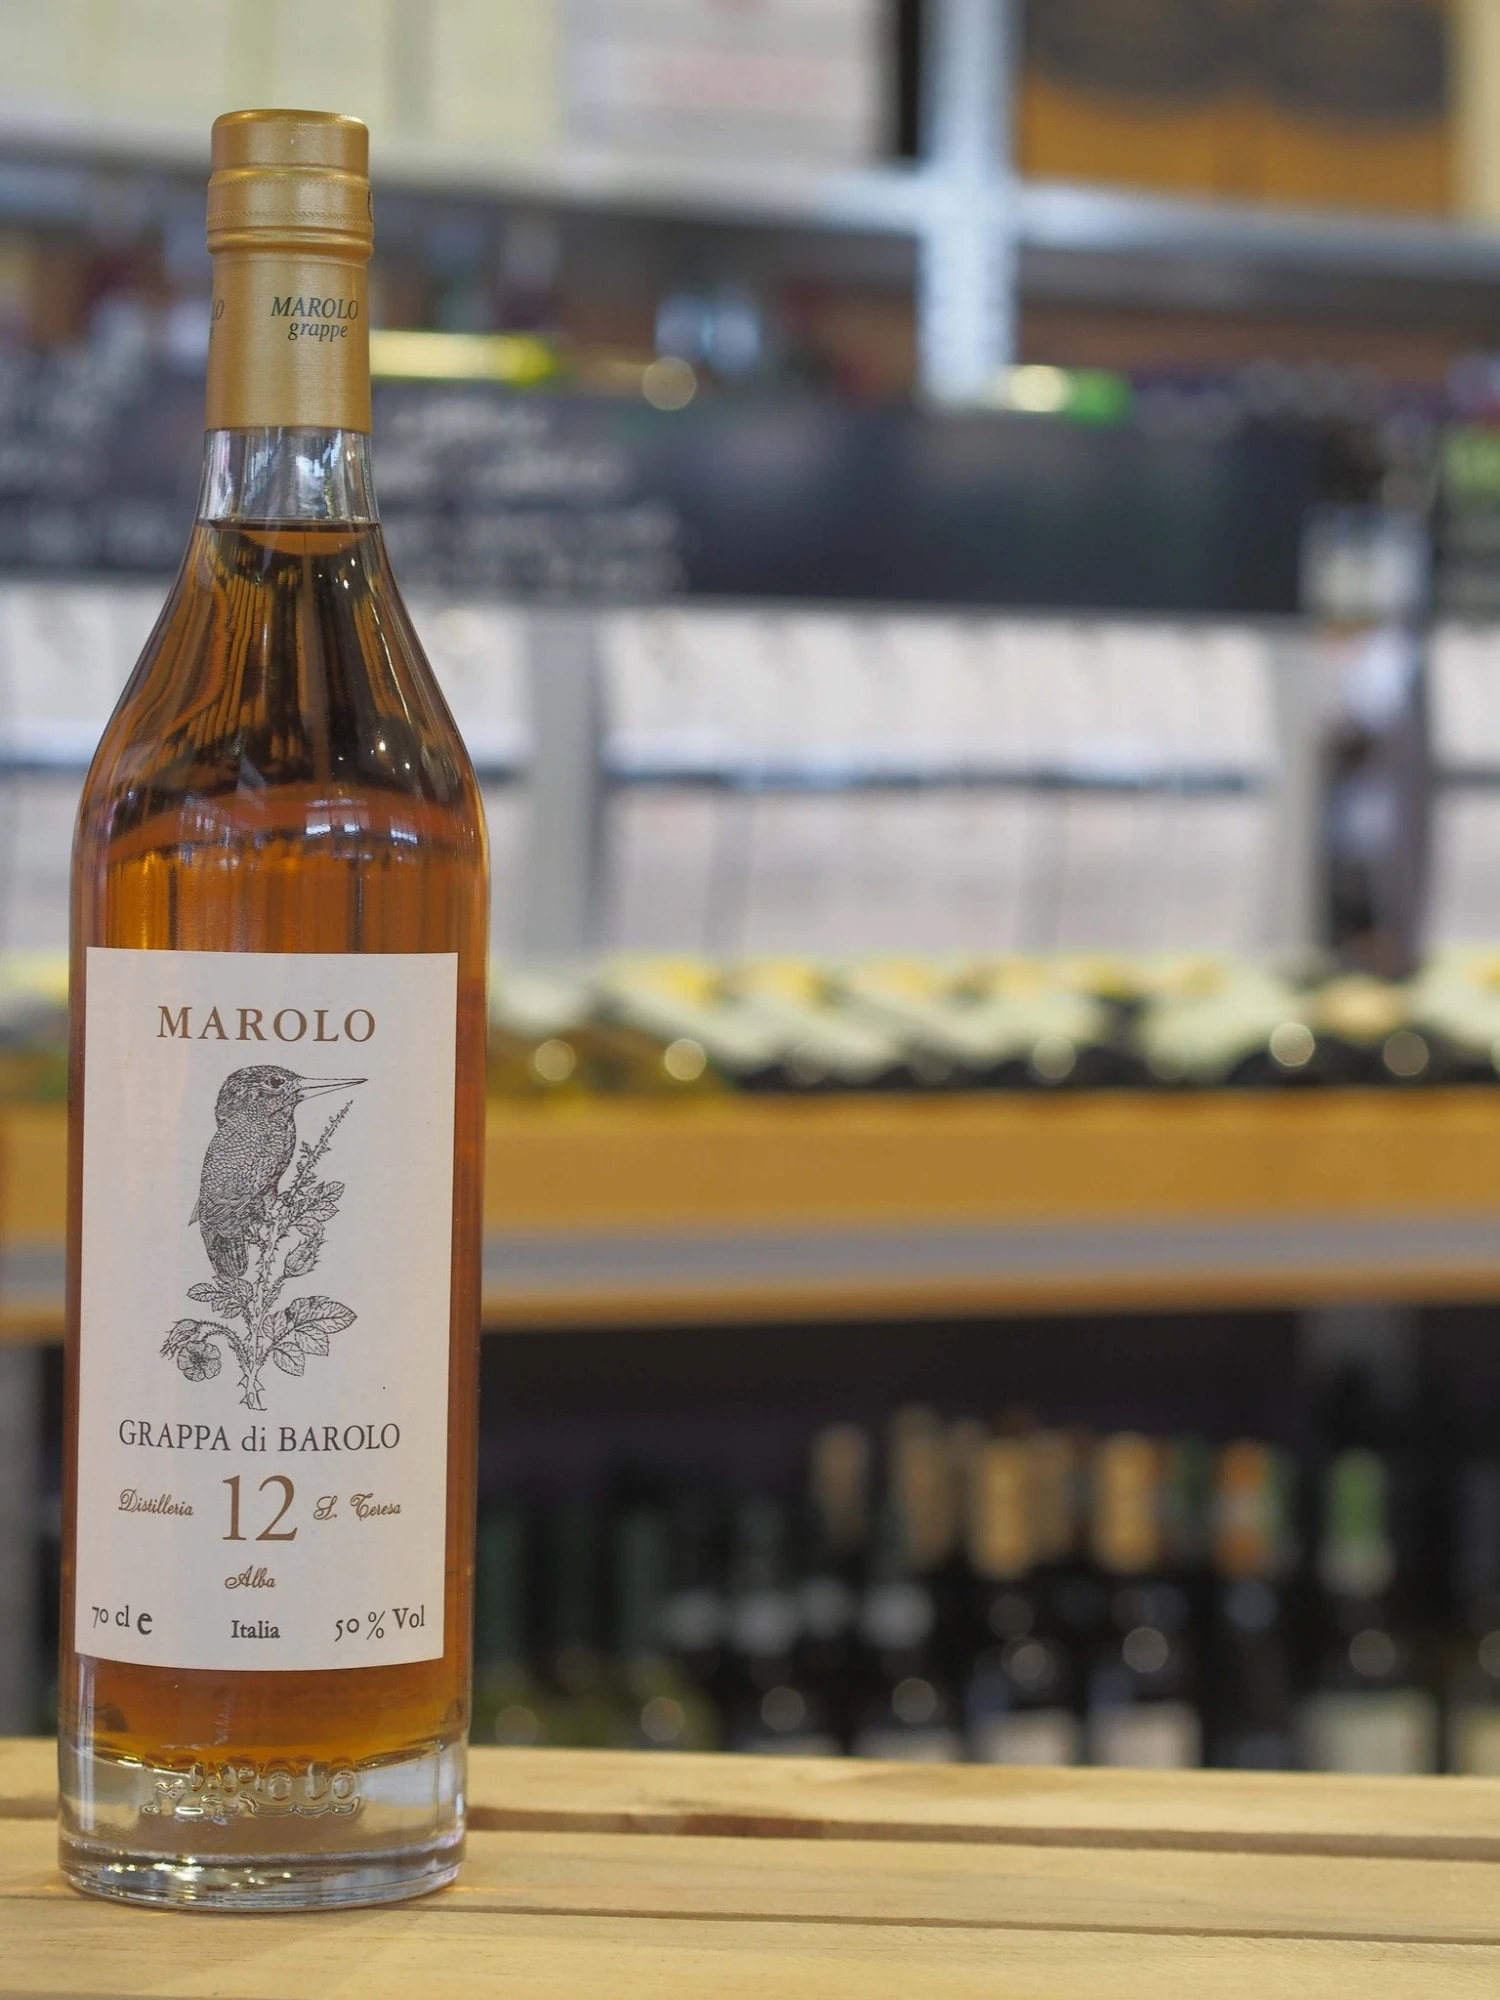 MAROLO
grappe
MAROLO
GRAPPA di BAROLO
Distilleria 12 S. Teresa
Alba
70 cl e Italia 50 % Vol
Marolo